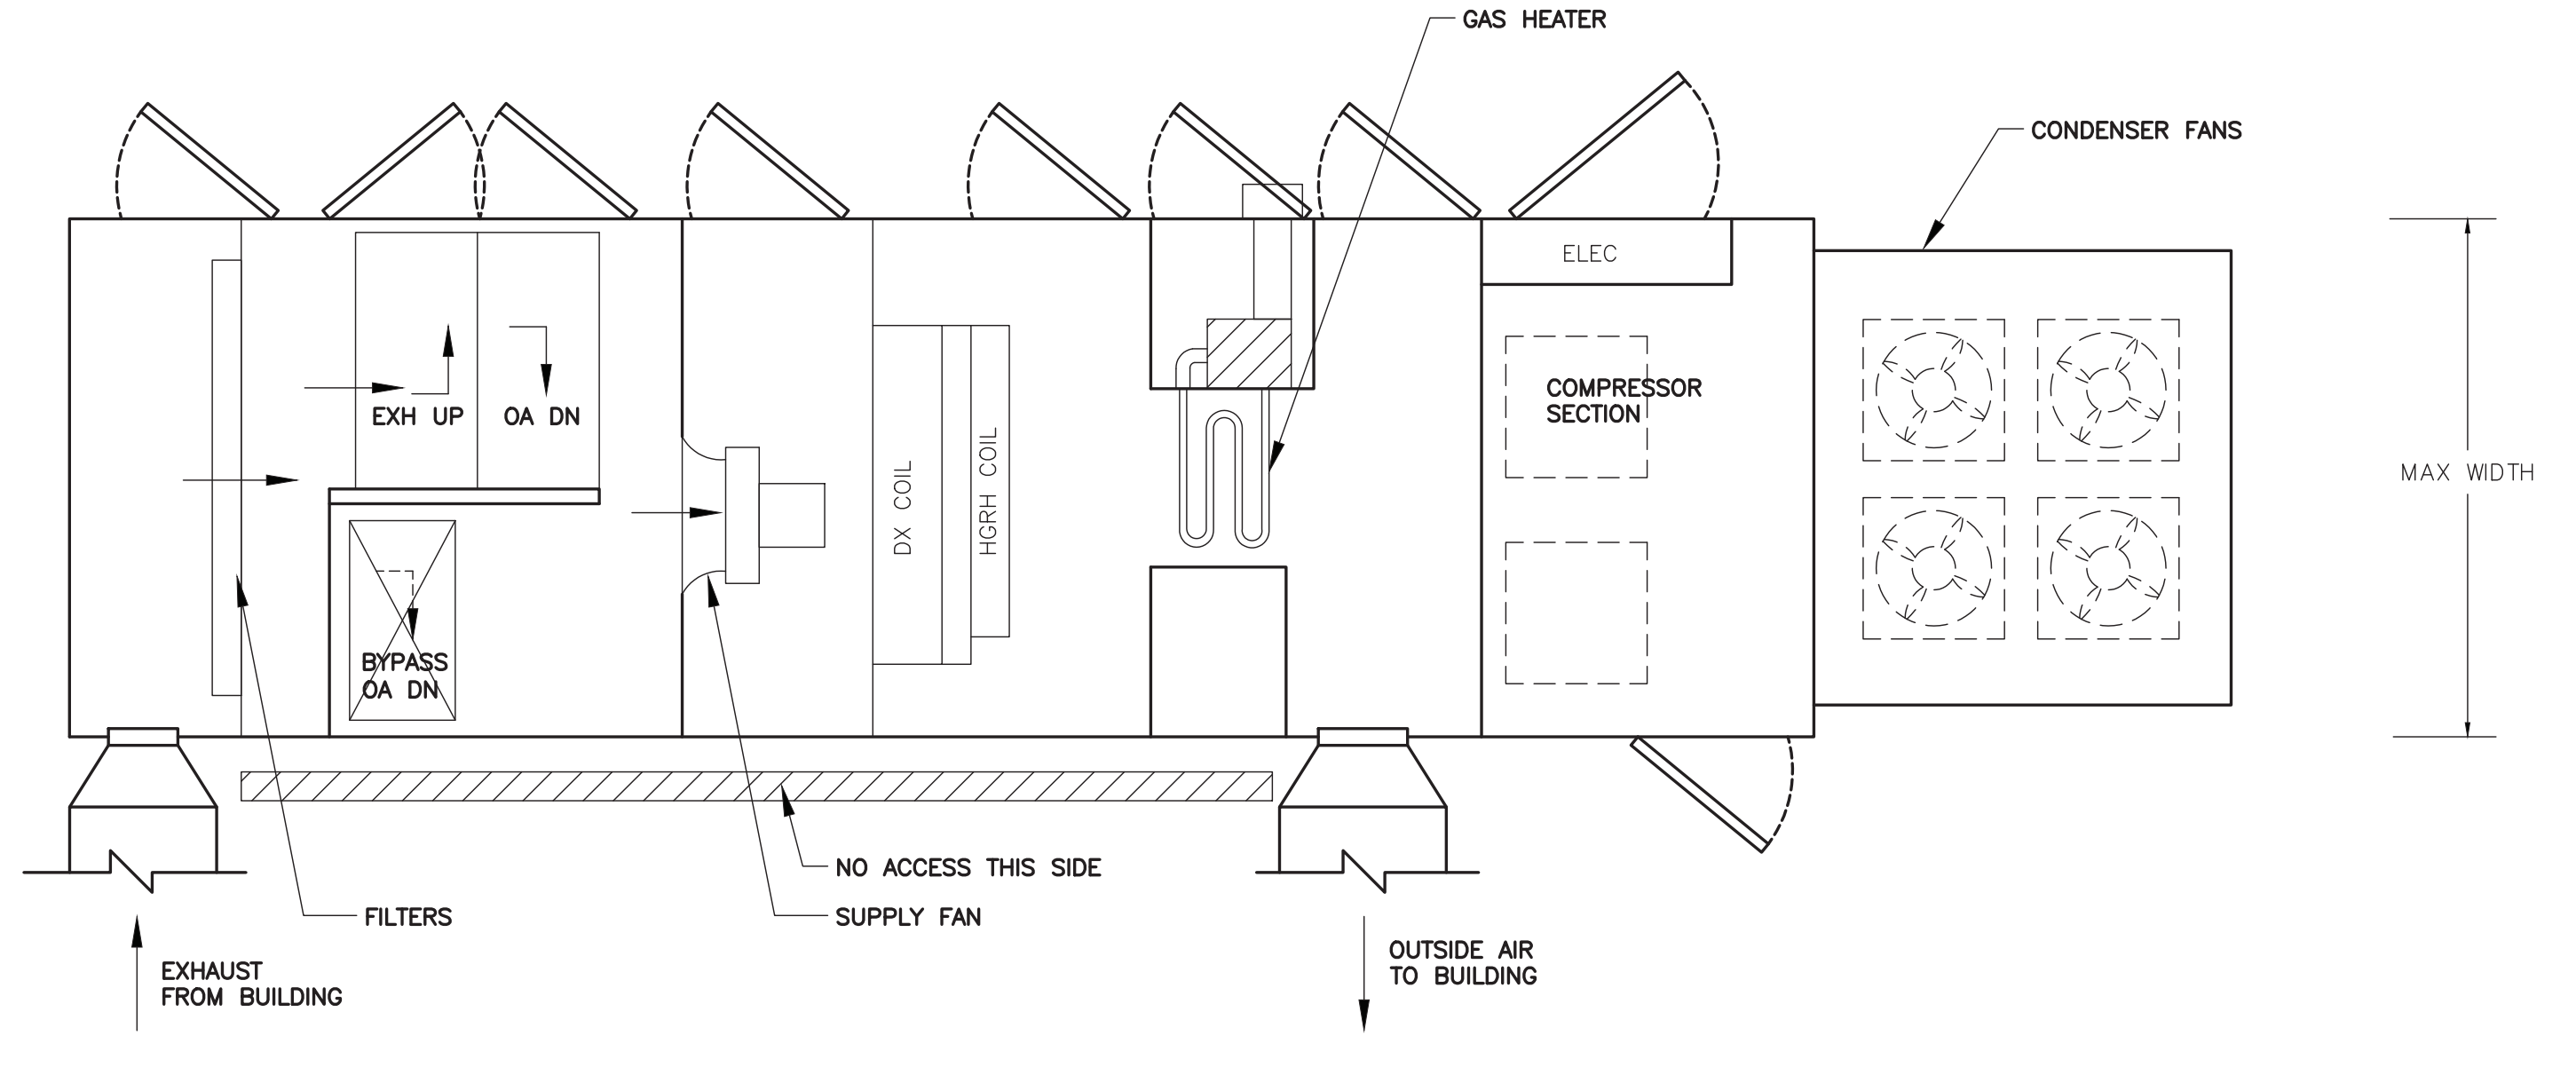 GAS HEATER
CONDENSER FANS
ELEC
EXH UP
OA DN
COMPRESSOR
SECTION
DX COIL
HGRH COIL
MAX WIDTH
BYPASS
OA DN
NO ACCESS THIS SIDE
FILTERS
SUPPLY FAN
EXHAUST
FROM BUILDING
OUTSIDE AIR
TO BUILDING